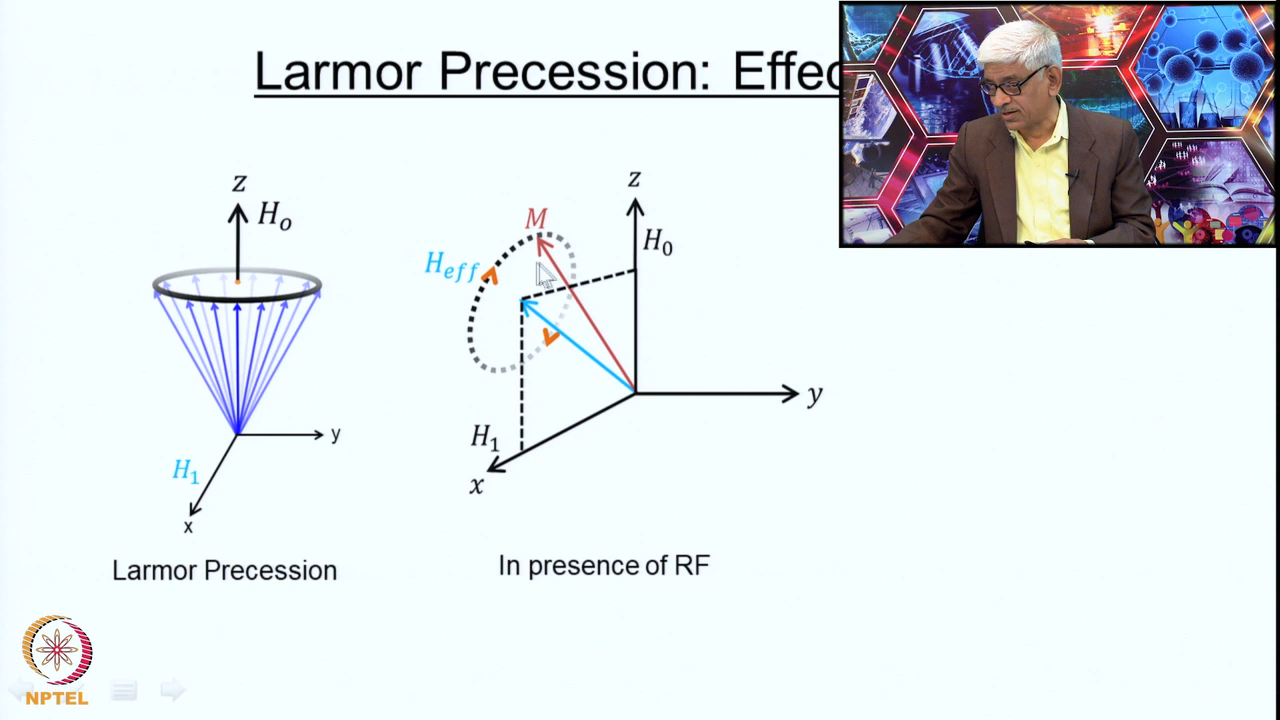 Larmor Precession: Effec
z
H₀
y
H₁
x
Larmor Precession
z
H₀
M
H_eff
y
H₁
x
In presence of RF
NPTEL